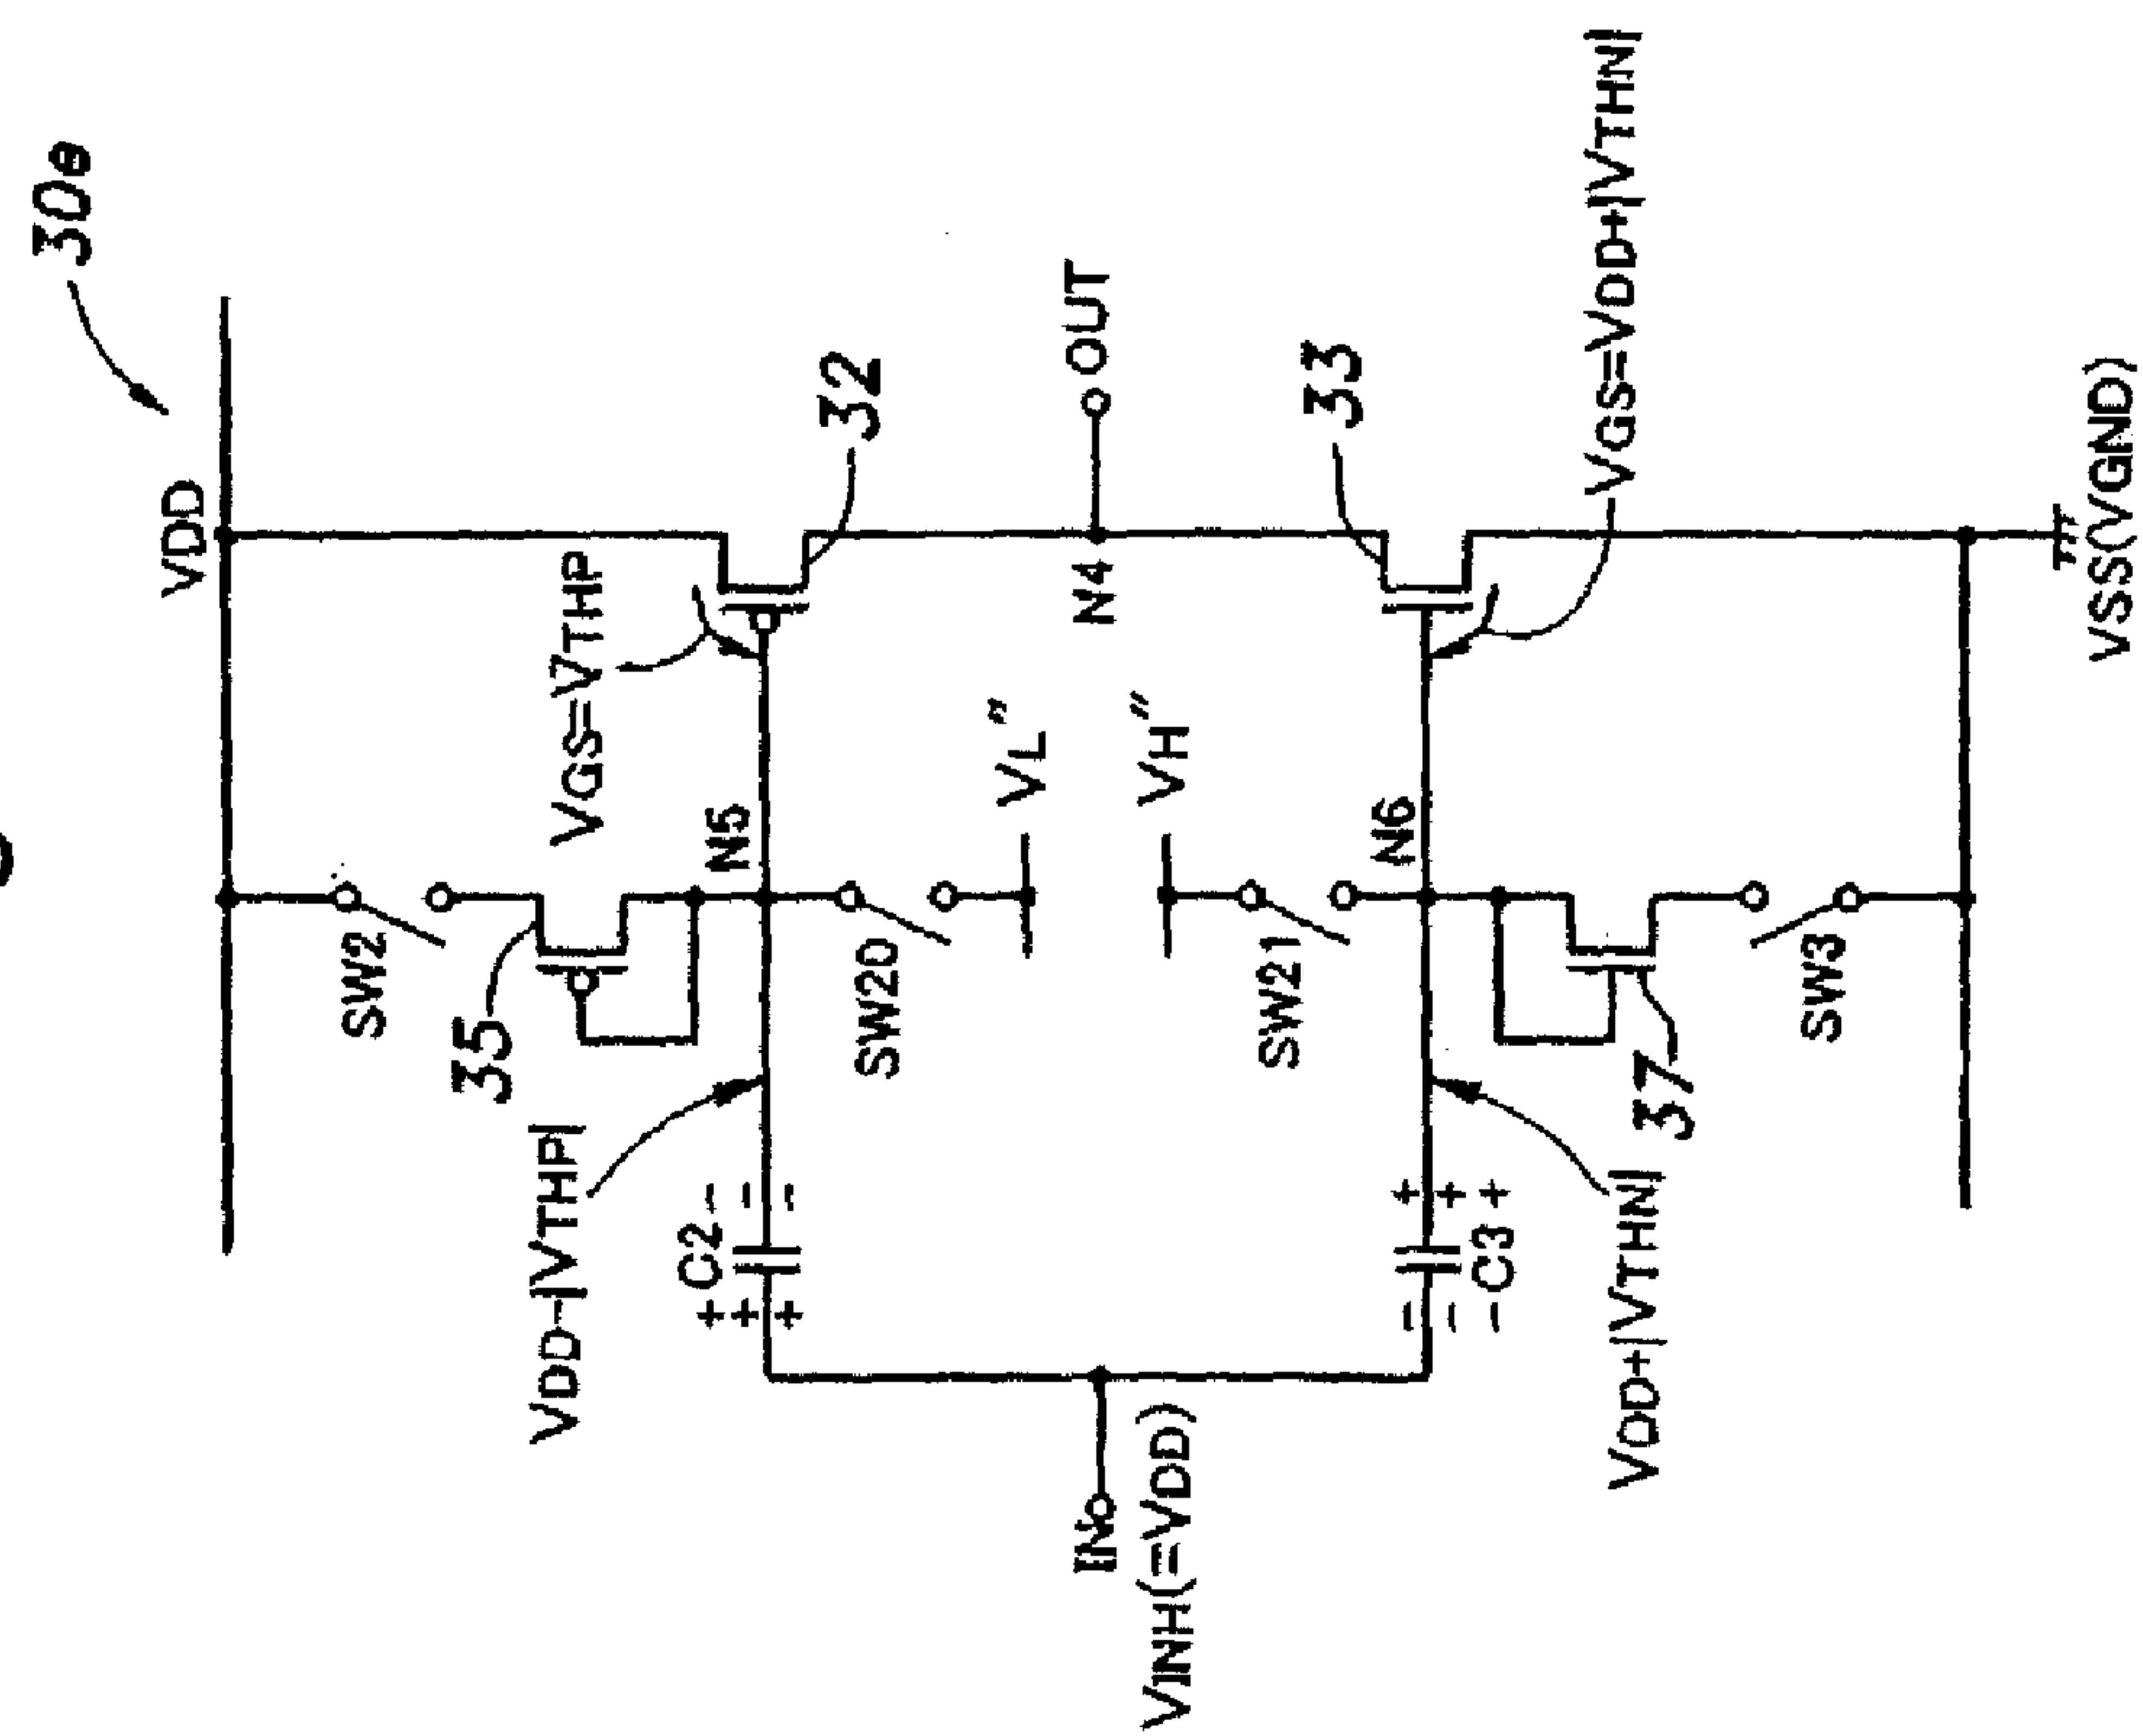 30e
VDD
SW2
35
VGS=VTHP
32
VDD-|VTHP|
N5
C2
- - -
+ + +
SW20
VL"
N4
OUT
IN
VINH(=VDD)
VH"
SW21
N6
33
+ + +
- - -
C3
VGS=VDD+|VTHN|
VDD+|VTHN|
37
SW3
VSS(VGND)